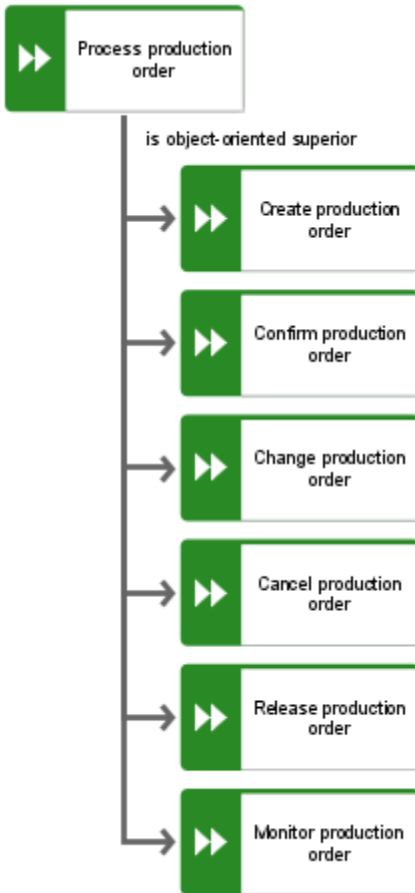 Process production
order
is object-oriented superior
Create production
order
Confirm production
order
Change production
order
Cancel production
order
Release production
order
Monitor production
order